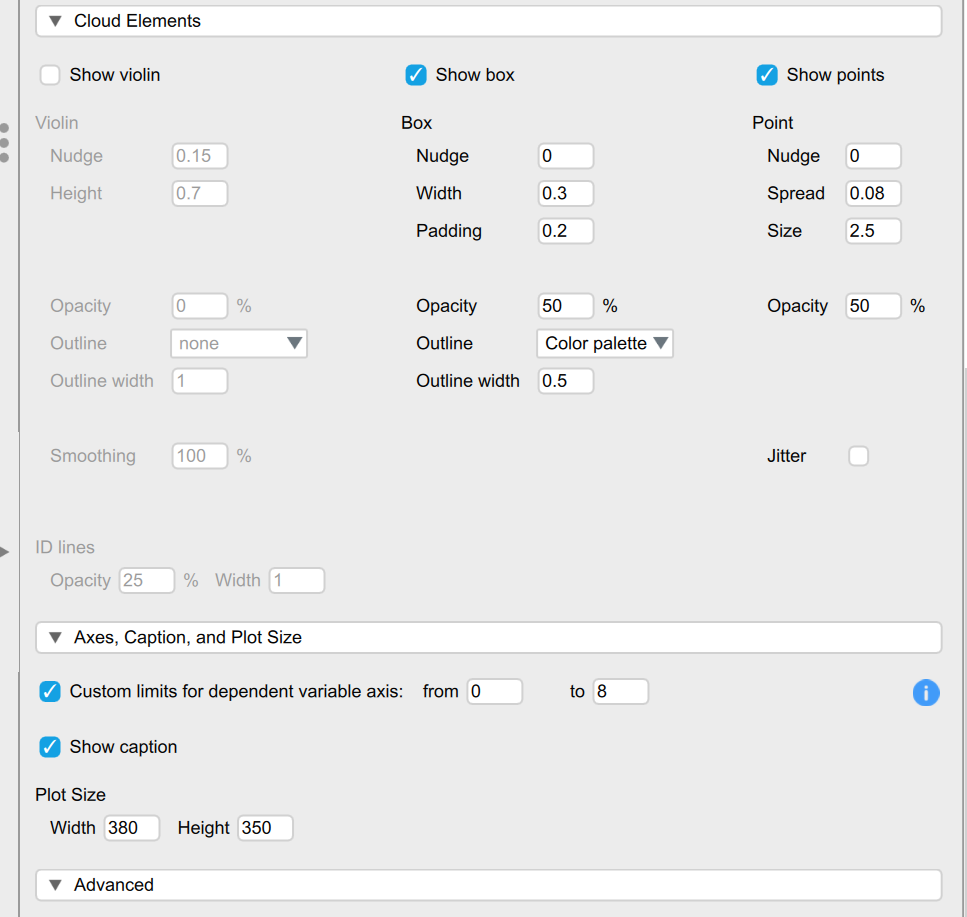 Cloud Elements
Show violin Show box Show points
Violin Box Point
Nudge 0.15 Nudge 0 Nudge 0
Height 0.7 Width 0.3 Spread 0.08
Padding 0.2 Size 2.5
Opacity 0 % Opacity 50 % Opacity 50 %
Outline none Outline Color palette
Outline width 1 Outline width 0.5
Smoothing 100 % Jitter
ID lines
Opacity 25 % Width 1
Axes, Caption, and Plot Size
Custom limits for dependent variable axis: from 0 to 8
Show caption
Plot Size
Width 380 Height 350
Advanced